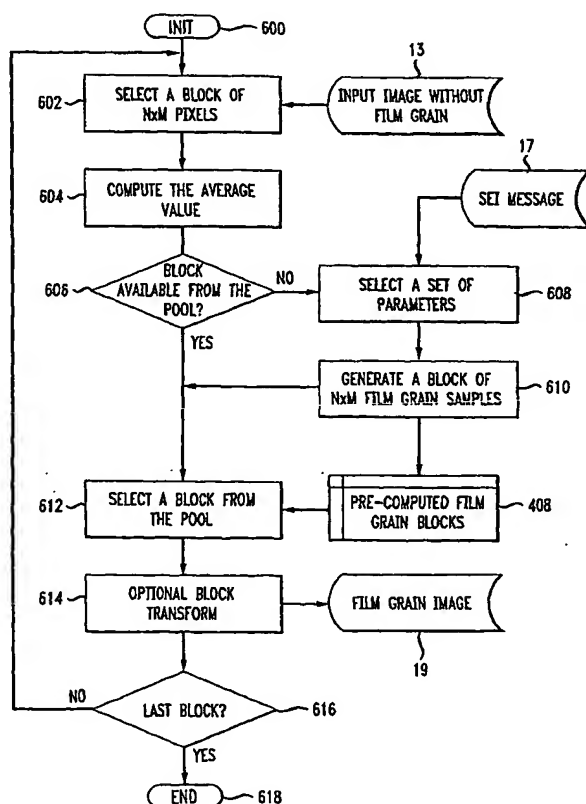 INIT
600
13
602
SELECT A BLOCK OF
NxM PIXELS
INPUT IMAGE WITHOUT
FILM GRAIN
17
604
COMPUTE THE AVERAGE
VALUE
SEI MESSAGE
606
BLOCK
AVAILABLE FROM THE
POOL?
NO
SELECT A SET OF
PARAMETERS
608
YES
GENERATE A BLOCK OF
NxM FILM GRAIN SAMPLES
610
612
SELECT A BLOCK FROM
THE POOL
PRE-COMPUTED FILM
GRAIN BLOCKS
408
614
OPTIONAL BLOCK
TRANSFORM
FILM GRAIN IMAGE
19
NO
LAST BLOCK?
616
YES
END
618